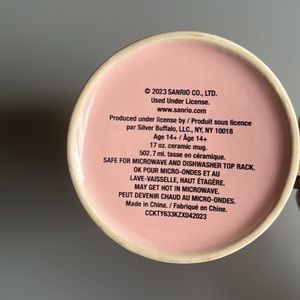 © 2023 SANRIO CO., LTD.
Used Under License.
www.sanrio.com
Produced under license by / Produit sous licence
par Silver Buffalo, LLC., NY, NY 10018
Age 14+ / Âge 14+
17 oz. ceramic mug.
502.7 ml. tasse en céramique.
SAFE FOR MICROWAVE AND DISHWASHER TOP RACK.
OK POUR MICRO-ONDES ET AU
LAVE-VAISSELLE, HAUT ÉTAGÈRE.
MAY GET HOT IN MICROWAVE.
PEUT DEVENIR CHAUD AU MICRO-ONDES.
Made in China. / Fabriqué en Chine.
CCKTY633KZX042023